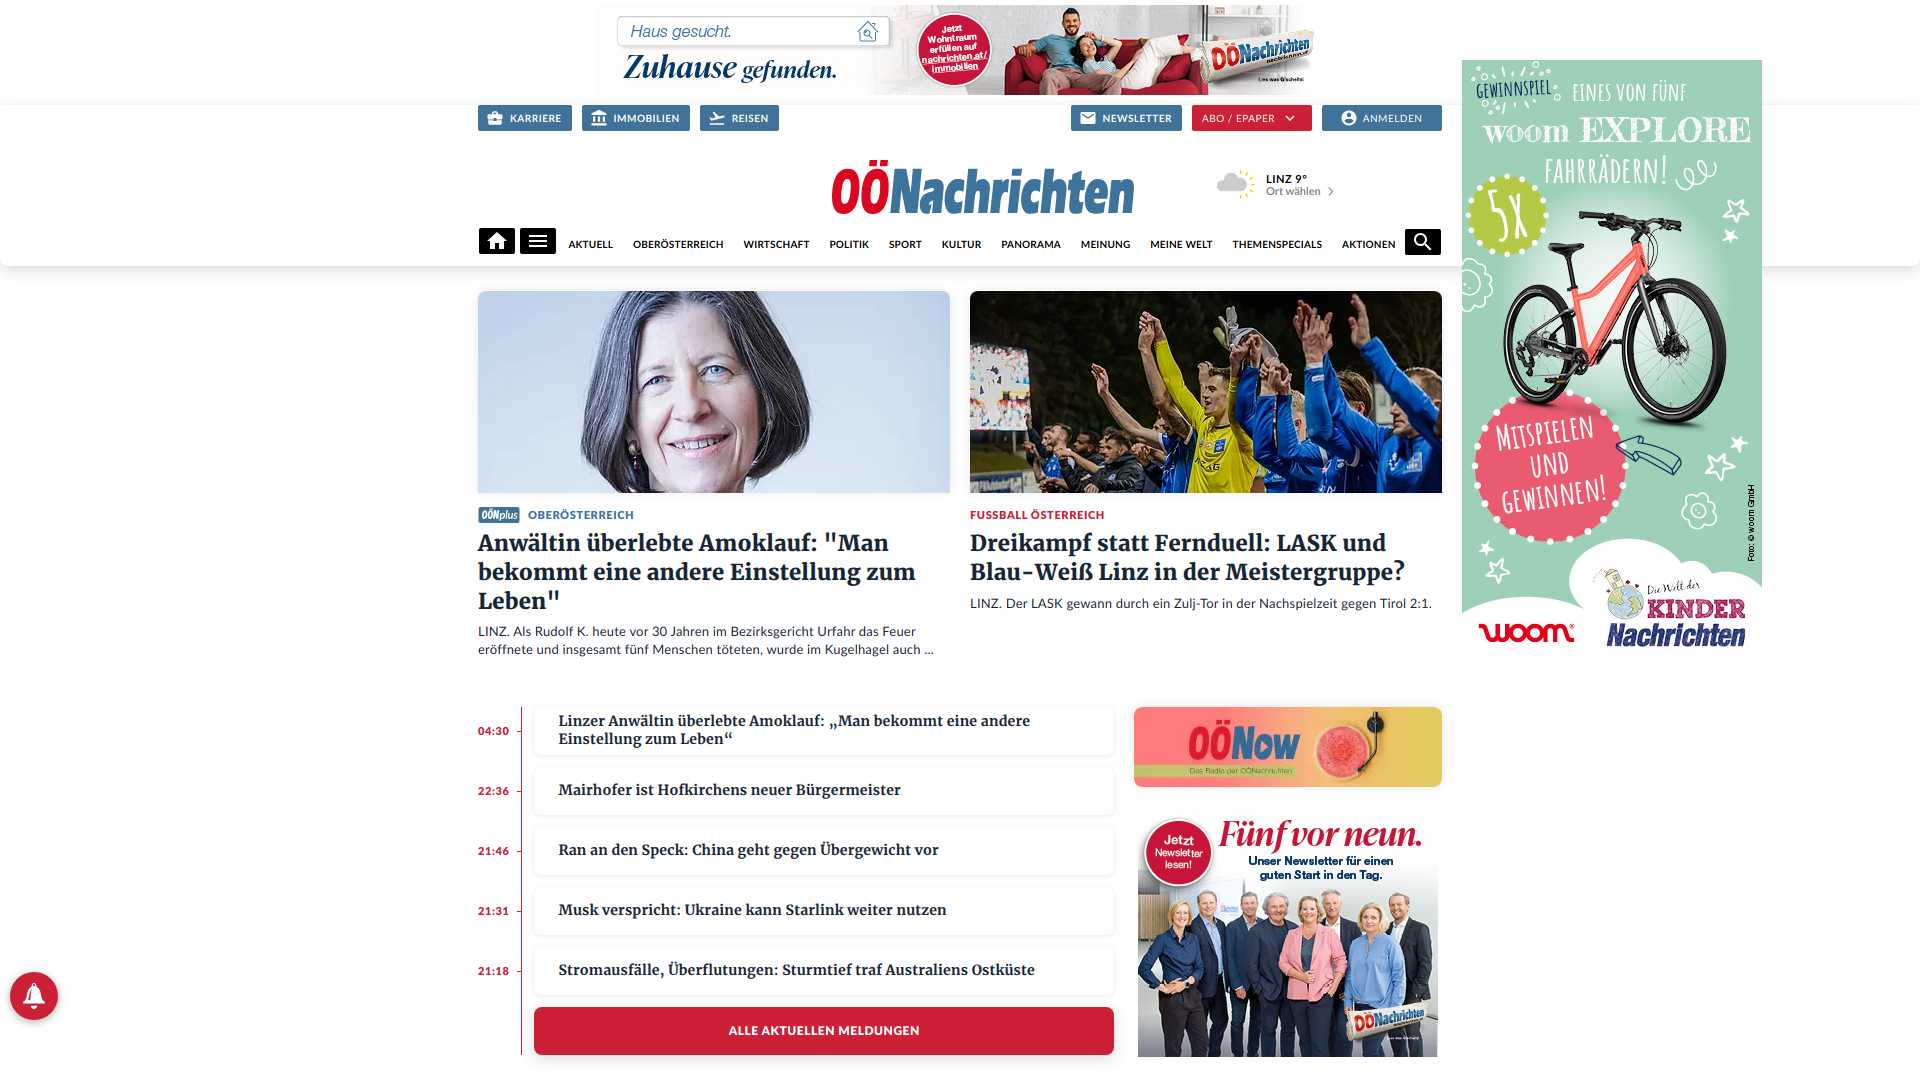 Haus gesucht.
Zuhause gefunden.
Jetzt
Wohntraum
erfüllen auf
nachrichten.at/
immobilien
OÖNachrichten
Lies was G'scheits!
KARRIERE
IMMOBILIEN
REISEN
NEWSLETTER
ABO / EPAPER
ANMELDEN
OÖNachrichten
LINZ 9°
Ort wählen
AKTUELL
OBERÖSTERREICH
WIRTSCHAFT
POLITIK
SPORT
KULTUR
PANORAMA
MEINUNG
MEINE WELT
THEMENSPECIALS
AKTIONEN
GEWINNSPIEL
EINES VON FÜNF
woom EXPLORE
FAHRRÄDERN!
5X
MITSPIELEN
UND
GEWINNEN!
Foto: © woom GmbH
woom
Die Welt der
KINDER
Nachrichten
OÖNplus OBERÖSTERREICH
Anwältin überlebte Amoklauf: "Man
bekommt eine andere Einstellung zum
Leben"
LINZ. Als Rudolf K. heute vor 30 Jahren im Bezirksgericht Urfahr das Feuer
eröffnete und insgesamt fünf Menschen töteten, wurde im Kugelhagel auch ...
FUSSBALL ÖSTERREICH
Dreikampf statt Fernduell: LASK und
Blau-Weiß Linz in der Meistergruppe?
LINZ. Der LASK gewann durch ein Zulj-Tor in der Nachspielzeit gegen Tirol 2:1.
04:30
Linzer Anwältin überlebte Amoklauf: „Man bekommt eine andere
Einstellung zum Leben“
22:36
Mairhofer ist Hofkirchens neuer Bürgermeister
21:46
Ran an den Speck: China geht gegen Übergewicht vor
21:31
Musk verspricht: Ukraine kann Starlink weiter nutzen
21:18
Stromausfälle, Überflutungen: Sturmtief traf Australiens Ostküste
ALLE AKTUELLEN MELDUNGEN
OÖNow
Das Radio der OÖNachrichten
Jetzt
Newsletter
lesen!
Fünf vor neun.
Unser Newsletter für einen
guten Start in den Tag.
OÖNachrichten